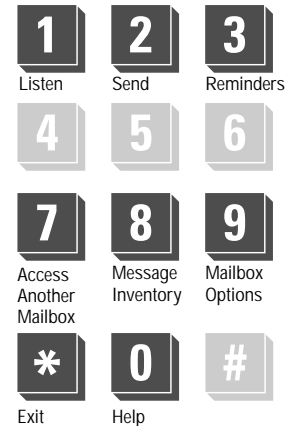 1 2 3
Listen Send Reminders
4 5 6
7 8 9
Access Message Mailbox
Another Inventory Options
Mailbox
* 0 #
Exit Help